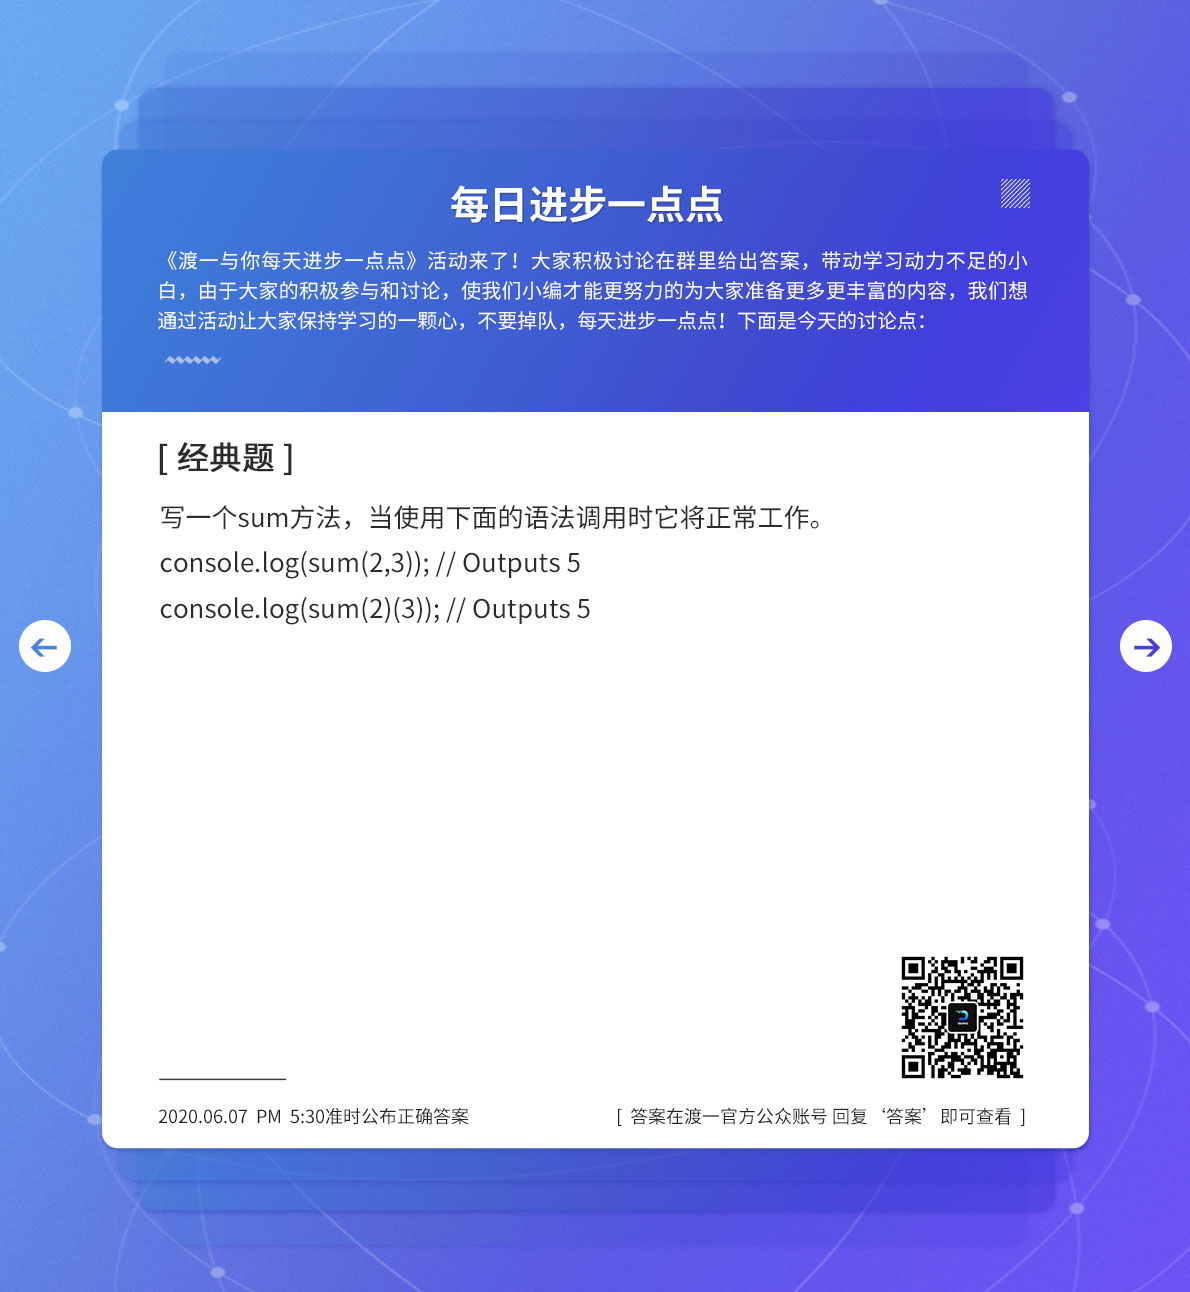 每日进步一点点
《渡一与你每天进步一点点》活动来了！大家积极讨论在群里给出答案，带动学习动力不足的小
白，由于大家的积极参与和讨论，使我们小编才能更努力的为大家准备更多更丰富的内容，我们想
通过活动让大家保持学习的一颗心，不要掉队，每天进步一点点！下面是今天的讨论点：
[ 经典题 ]
写一个sum方法，当使用下面的语法调用时它将正常工作。
console.log(sum(2,3)); // Outputs 5
console.log(sum(2)(3)); // Outputs 5
2020.06.07 PM 5:30准时公布正确答案
[ 答案在渡一官方公众账号 回复 ‘答案’ 即可查看 ]